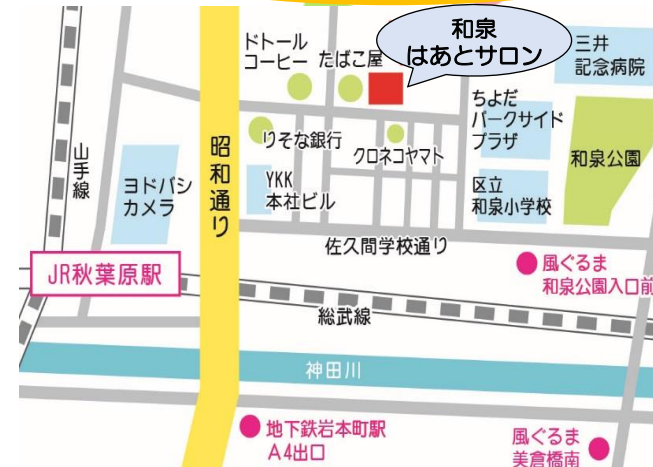 和泉
はあとサロン
三井
記念病院
ドトール
コーヒー
たばこ屋
ちよだ
パークサイド
プラザ
りそな銀行
クロネコヤマト
和泉公園
山手線
ヨドバシ
カメラ
昭和通り
YKK
本社ビル
区立
和泉小学校
佐久間学校通り
JR秋葉原駅
風ぐるま
和泉公園入口前
総武線
神田川
地下鉄岩本町駅
A4出口
風ぐるま
美倉橋南